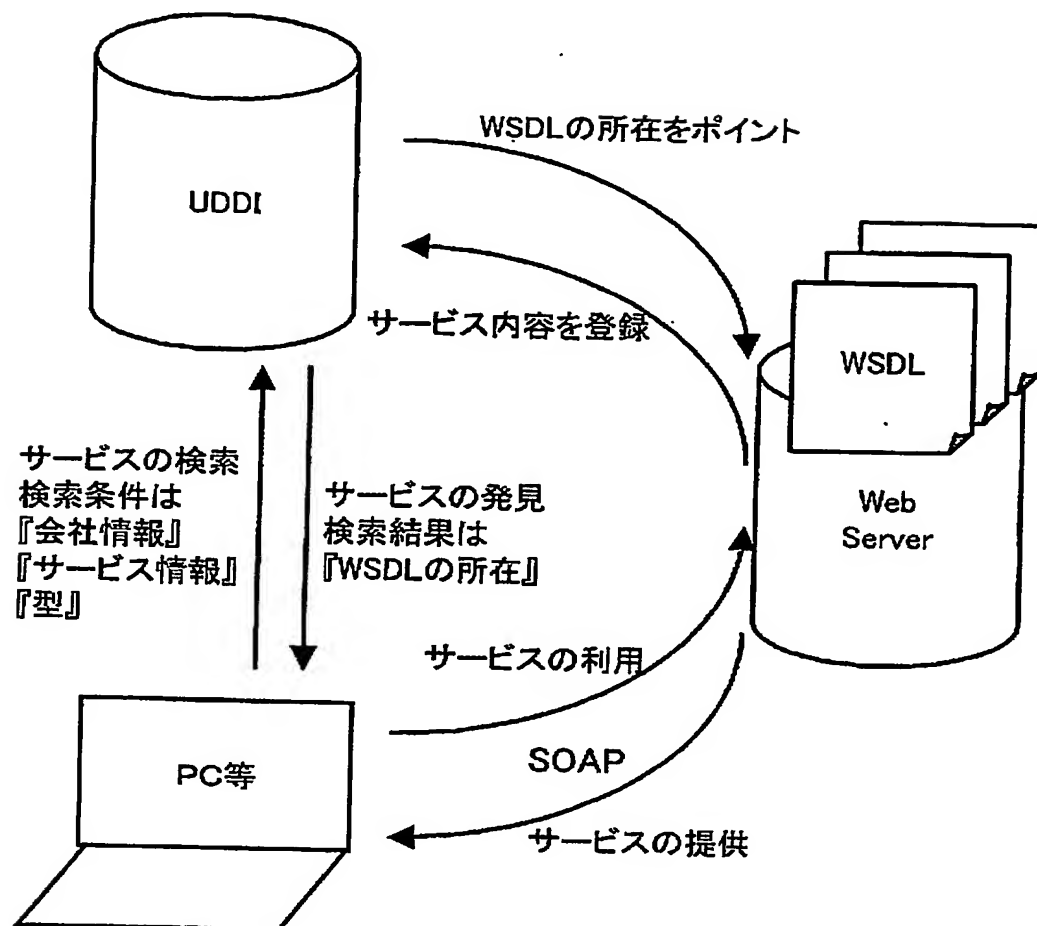 WSDLの所在をポイント
UDDI
サービス内容を登録
WSDL
Web
Server
サービスの検索
検索条件は
『会社情報』
『サービス情報』
『型』
サービスの発見
検索結果は
『WSDLの所在』
サービスの利用
SOAP
PC等
サービスの提供